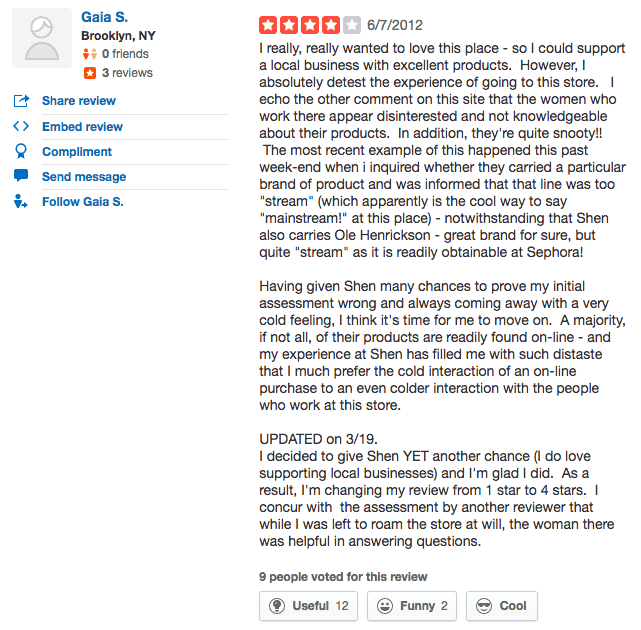 Gaia S.
Brooklyn, NY
0 friends
3 reviews
Share review
Embed review
Compliment
Send message
Follow Gaia S.
6/7/2012
I really, really wanted to love this place - so I could support
a local business with excellent products.  However, I
absolutely detest the experience of going to this store.   I
echo the other comment on this site that the women who
work there appear disinterested and not knowledgeable
about their products.  In addition, they're quite snooty!!
The most recent example of this happened this past
week-end when i inquired whether they carried a particular
brand of product and was informed that that line was too
"stream" (which apparently is the cool way to say
"mainstream!" at this place) - notwithstanding that Shen
also carries Ole Henrickson - great brand for sure, but
quite "stream" as it is readily obtainable at Sephora!
Having given Shen many chances to prove my initial
assessment wrong and always coming away with a very
cold feeling, I think it's time for me to move on.  A majority,
if not all, of their products are readily found on-line - and
my experience at Shen has filled me with such distaste
that I much prefer the cold interaction of an on-line
purchase to an even colder interaction with the people
who work at this store.
UPDATED on 3/19.
I decided to give Shen YET another chance (I do love
supporting local businesses) and I'm glad I did.  As a
result, I'm changing my review from 1 star to 4 stars.  I
concur with  the assessment by another reviewer that
while I was left to roam the store at will, the woman there
was helpful in answering questions.
9 people voted for this review
Useful 12 Funny 2 Cool